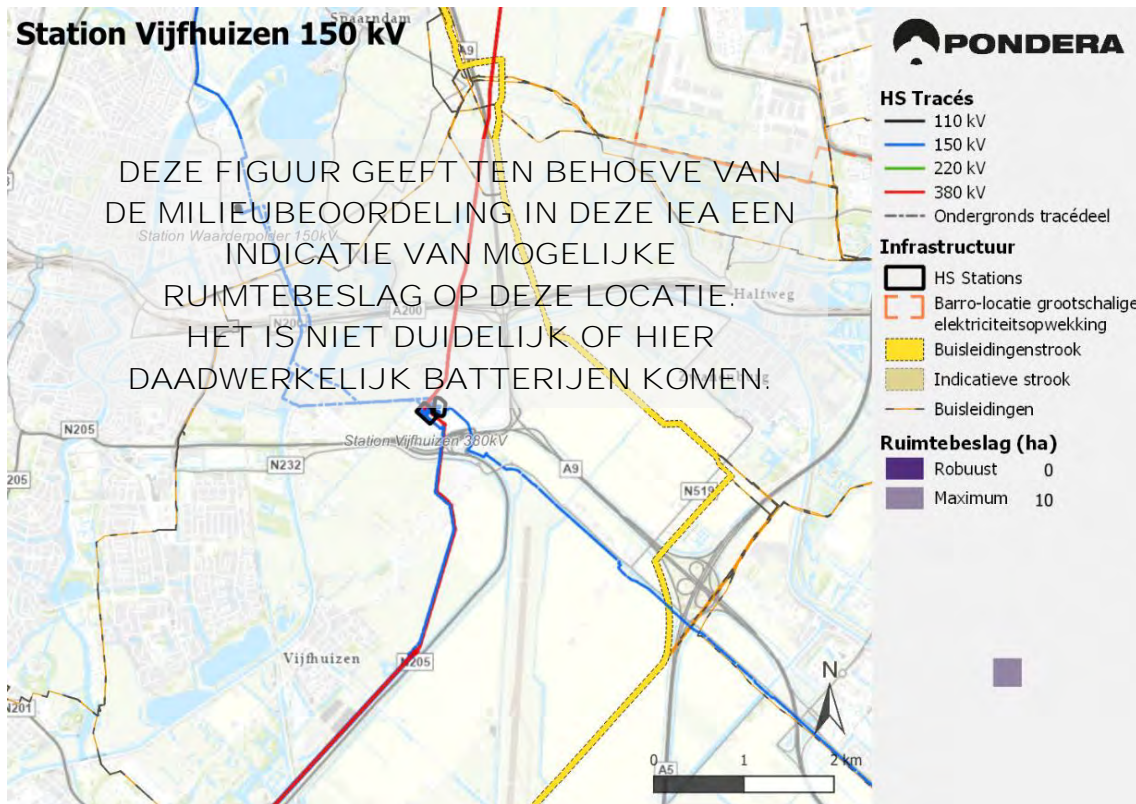 Station Vijfhuizen 150 kV
Spaarndam
A9
DEZE FIGUUR GEEFT TEN BEHOEVE VAN
DE MILIEUBEOORDELING IN DEZE IEA EEN
INDICATIE VAN MOGELIJKE
RUIMTEBESLAG OP DEZE LOCATIE.
HET IS NIET DUIDELIJK OF HIER
DAADWERKELIJK BATTERIJEN KOMEN.
Station Waarderpolder 150kV
Halfweg
N200
A200
Station Vijfhuizen 380kV
N205
N232
205
A9
N519
Vijfhuizen
N205
N201
A5
N
0 1 2 km
PONDERA
HS Tracés
110 kV
150 kV
220 kV
380 kV
Ondergronds tracédeel
Infrastructuur
HS Stations
Barro-locatie grootschalige
elektriciteitsopwekking
Buisleidingenstrook
Indicatieve strook
Buisleidingen
Ruimtebeslag (ha)
Robuust 0
Maximum 10